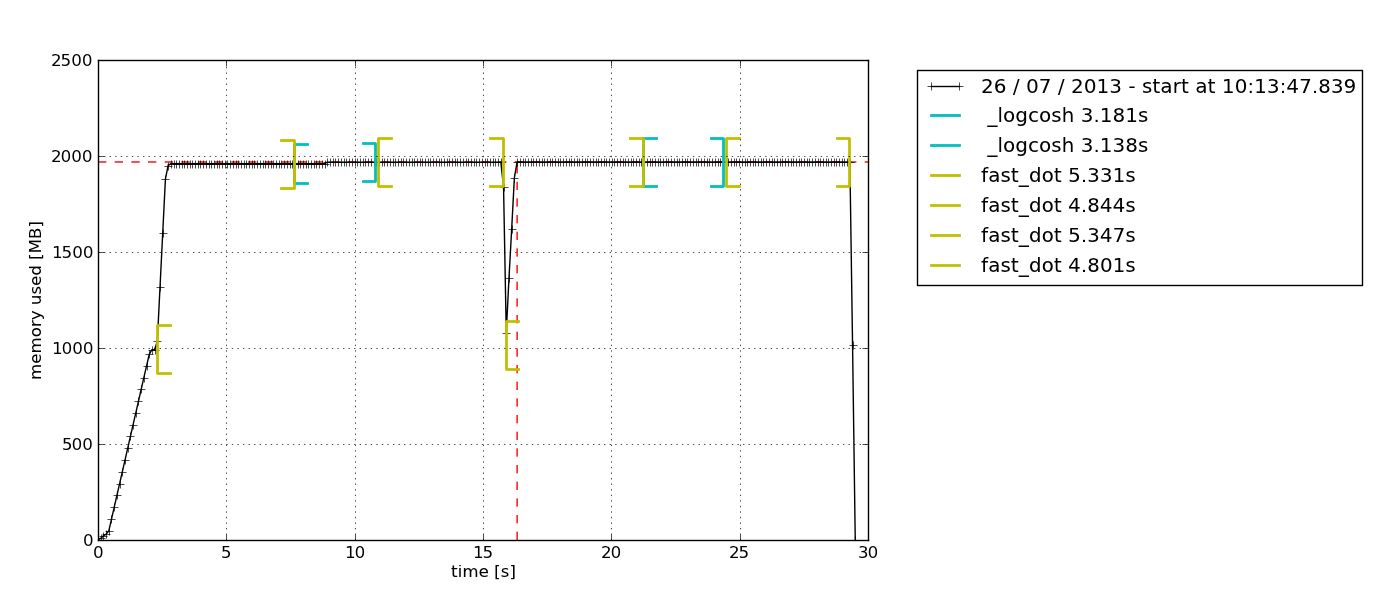 2500
2000
1500
1000
500
0
memory used [MB]
0 5 10 15 20 25 30
time [s]
26 / 07 / 2013 - start at 10:13:47.839
_logcosh 3.181s
_logcosh 3.138s
fast_dot 5.331s
fast_dot 4.844s
fast_dot 5.347s
fast_dot 4.801s